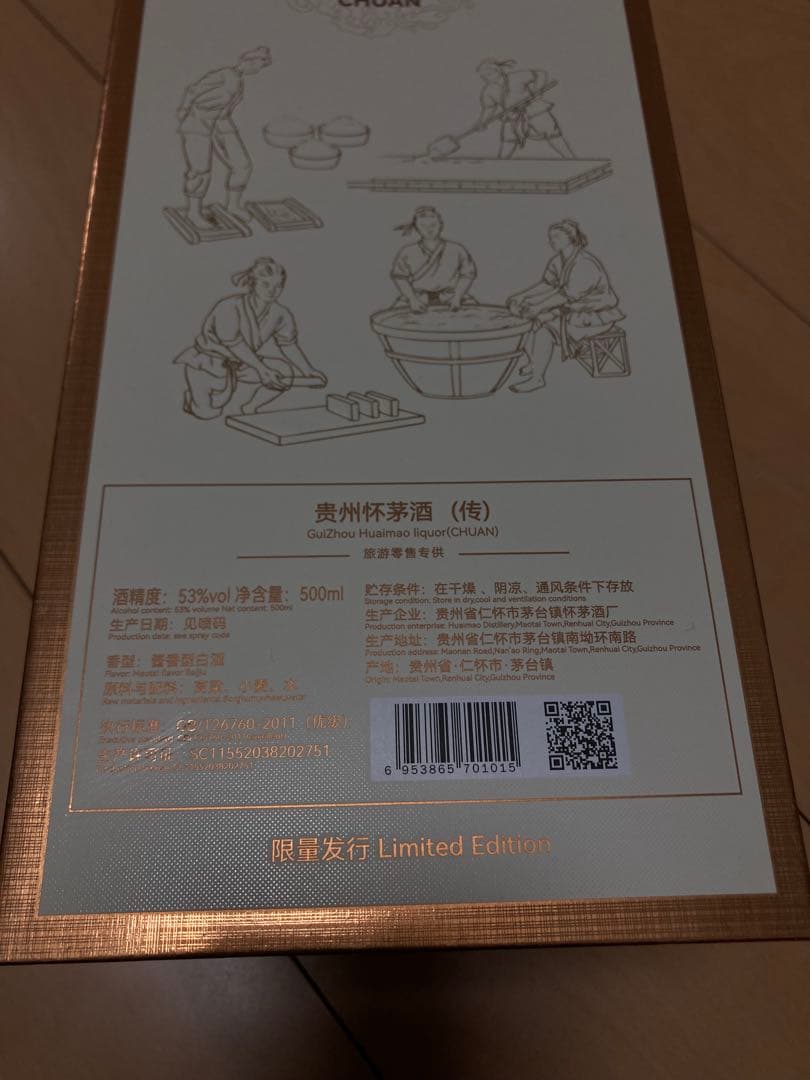 CHUAN
贵州怀茅酒（传）
GuiZhou Huaimao liquor(CHUAN)
旅游零售专供
酒精度：53%vol 净含量：500ml
Alcohol content: 53% volume Net content: 500ml
生产日期：见喷码
Production date: see spray code
香型：酱香型白酒
Flavor: Maotai flavor Baijiu
原料与配料：高粱、小麦、水
执行标准：GB/T26760-2011（优级）
生产许可证：SC11552038202751
贮存条件：在干燥、阴凉、通风条件下存放
Storage condition: Store in dry,cool and ventilation conditions
生产企业：贵州省仁怀市茅台镇怀茅酒厂
Production enterprise: Huaimao Distillery,Maotai Town,Renhuai City,Guizhou Province
生产地址：贵州省仁怀市茅台镇南坳环南路
Production address: Maonan Road,Nan'ao Ring,Maotai Town,Renhuai City,Guizhou Province
产地：贵州省·仁怀市·茅台镇
Origin: Maotai Town,Renhuai City,Guizhou Province
6 953865 701015
限量发行 Limited Edition